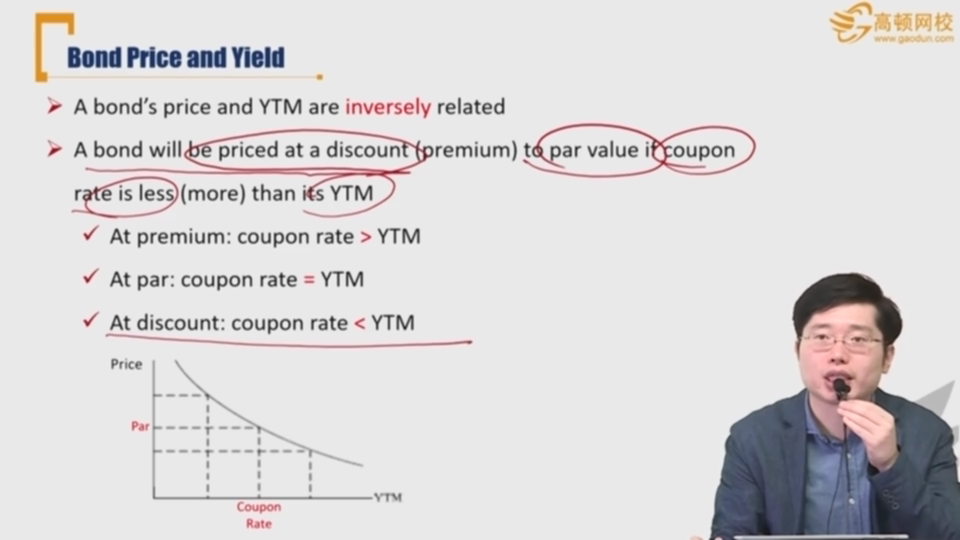 高顿网校
www.gaodun.com
Bond Price and Yield
A bond's price and YTM are inversely related
A bond will be priced at a discount (premium) to par value if coupon
rate is less (more) than its YTM
At premium: coupon rate > YTM
At par: coupon rate = YTM
At discount: coupon rate < YTM
Price
Par
YTM
Coupon
Rate